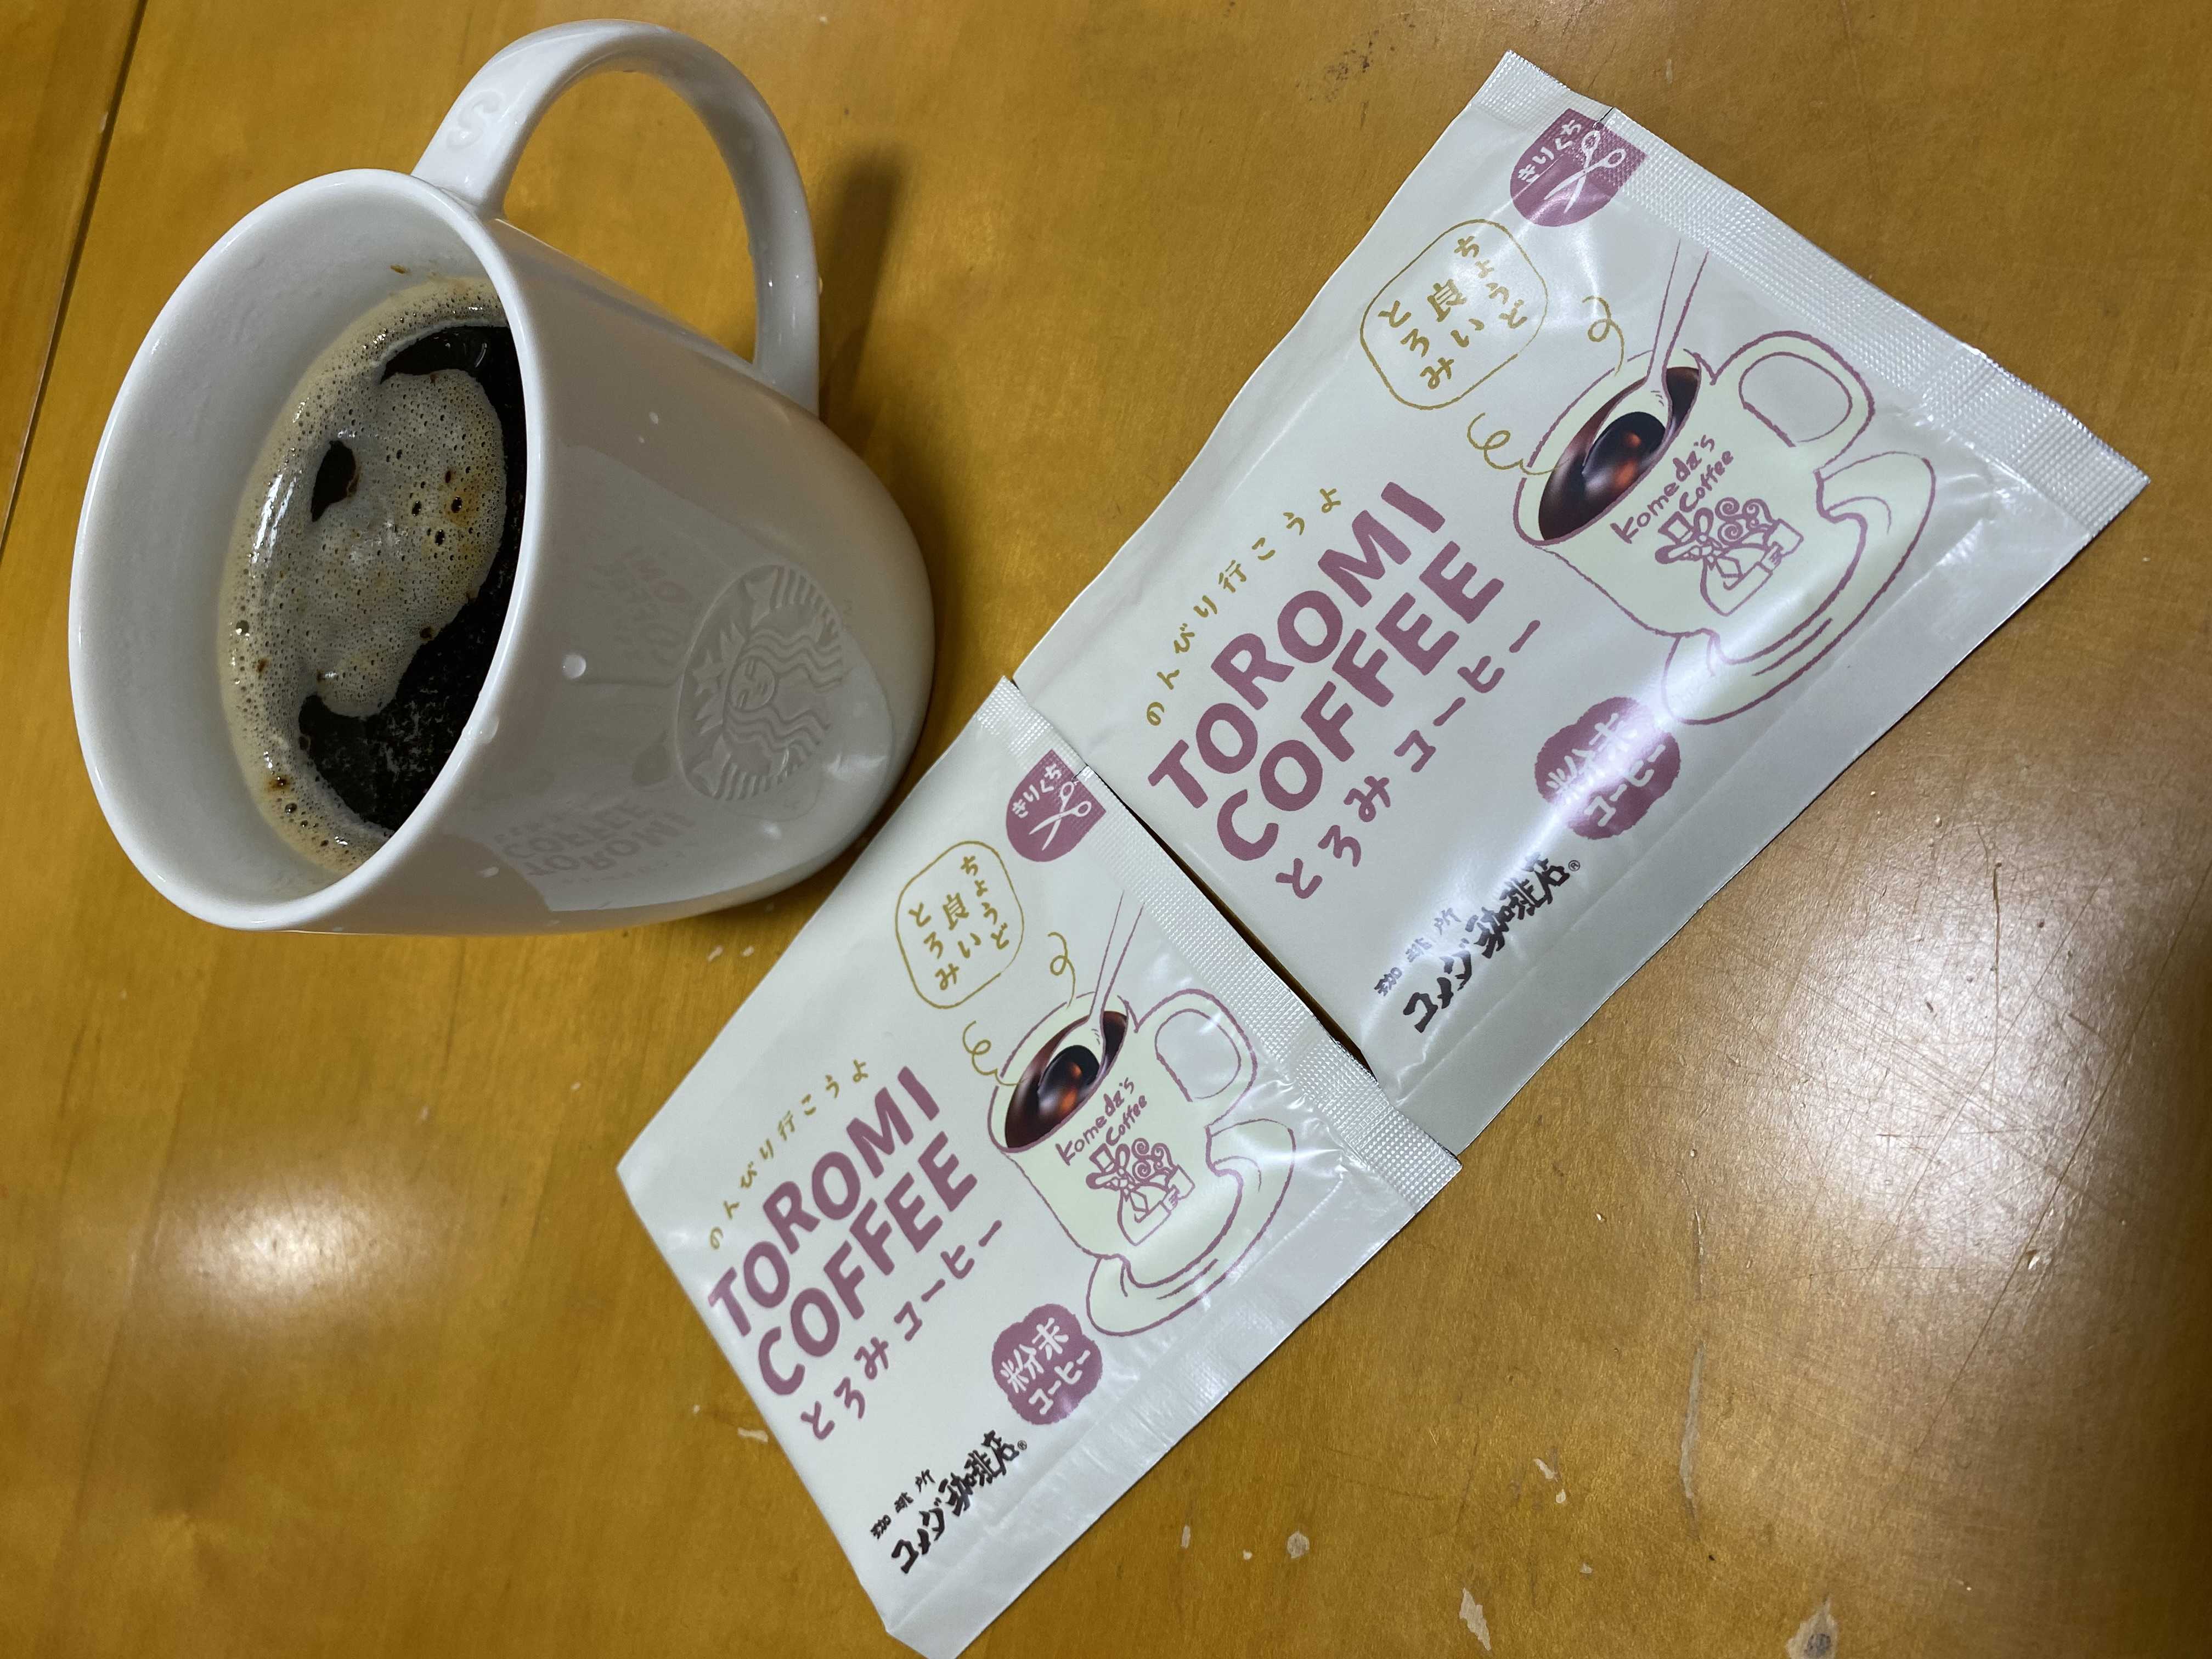 S
きりくち
ちょうど
良い
とろみ
Komeda's
Coffee
のんびり行こうよ
TOROMI
COFFEE
とろみコーヒー
粉末
コーヒー
珈琲所
コメダ珈琲店®
きりくち
ちょうど
良い
とろみ
Komeda's
Coffee
のんびり行こうよ
TOROMI
COFFEE
とろみコーヒー
粉末
コーヒー
珈琲所
コメダ珈琲店®